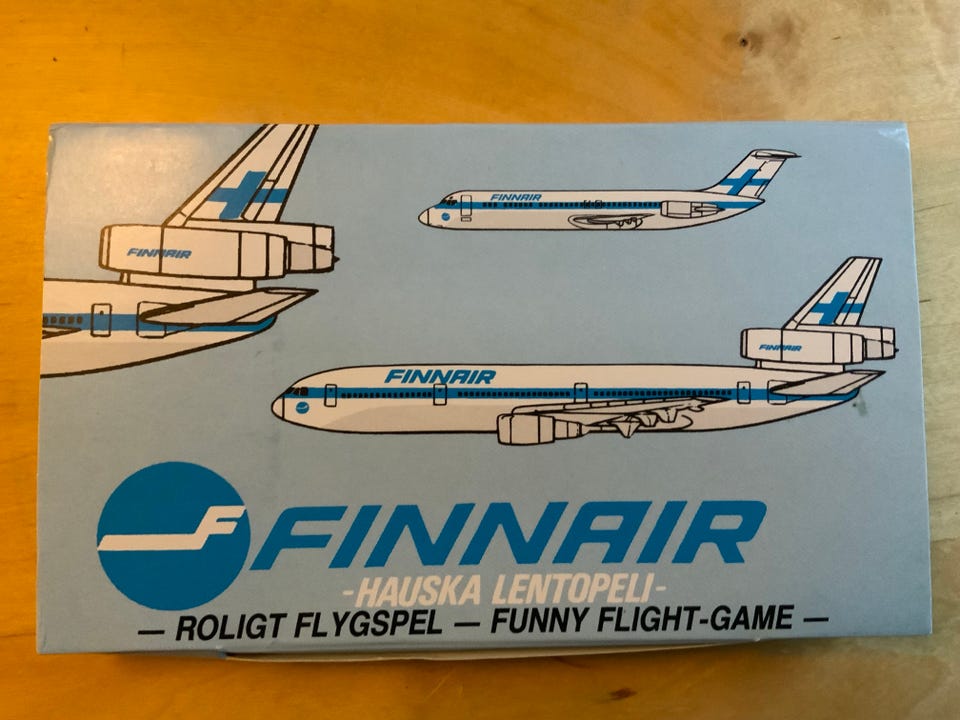 FINNAIR
FINNAIR
FINNAIR
FINNAIR
F FINNAIR
-HAUSKA LENTOPELI-
— ROLIGT FLYGSPEL — FUNNY FLIGHT-GAME —